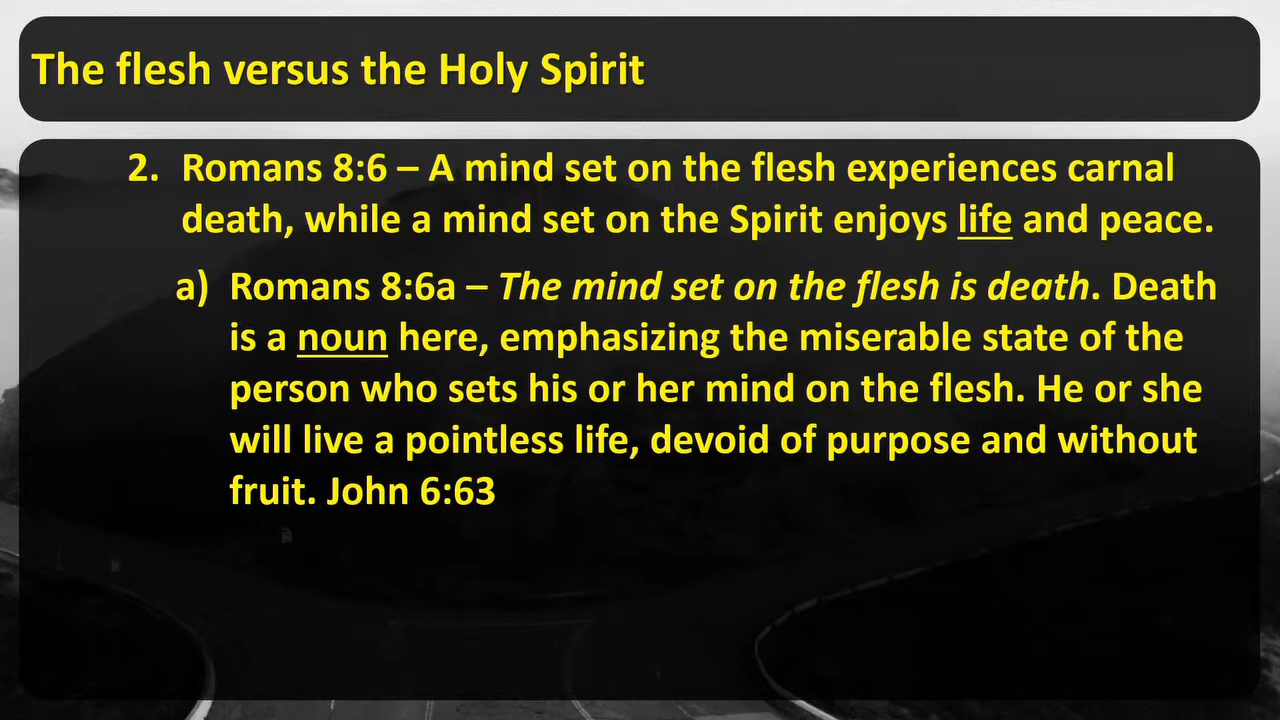 The flesh versus the Holy Spirit
2. Romans 8:6 – A mind set on the flesh experiences carnal
death, while a mind set on the Spirit enjoys life and peace.
a) Romans 8:6a – The mind set on the flesh is death. Death
is a noun here, emphasizing the miserable state of the
person who sets his or her mind on the flesh. He or she
will live a pointless life, devoid of purpose and without
fruit. John 6:63